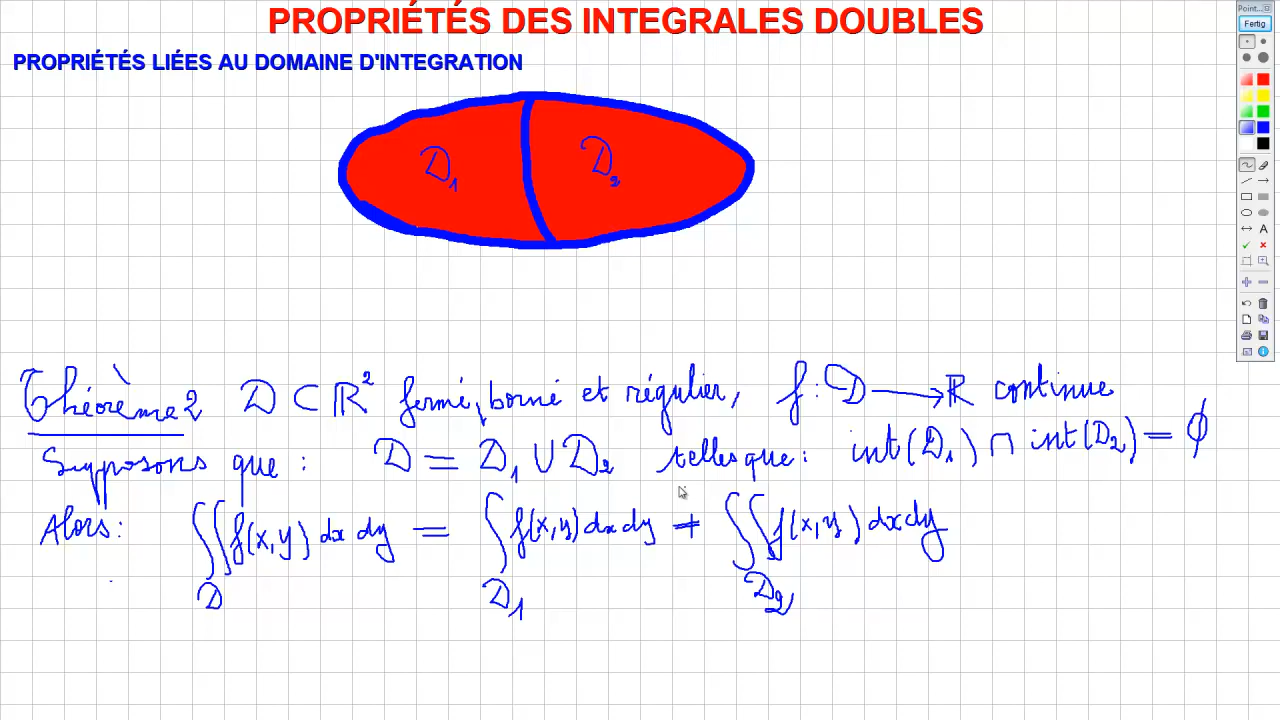 PROPRIÉTÉS DES INTEGRALES DOUBLES
PROPRIÉTÉS LIÉES AU DOMAINE D'INTEGRATION
D₁ D₂
Théorème 2 D ⊂ ℝ² fermé, borné et régulier, f : D → ℝ continue
Supposons que : D = D₁ ∪ D₂ telles que : int(D₁) ∩ int(D₂) = ∅
Alors : ∬ f(x,y) dx dy = ∫ f(x,y) dx dy + ∬ f(x,y) dx dy
D D₁ D₂
Point...
Fertig
A